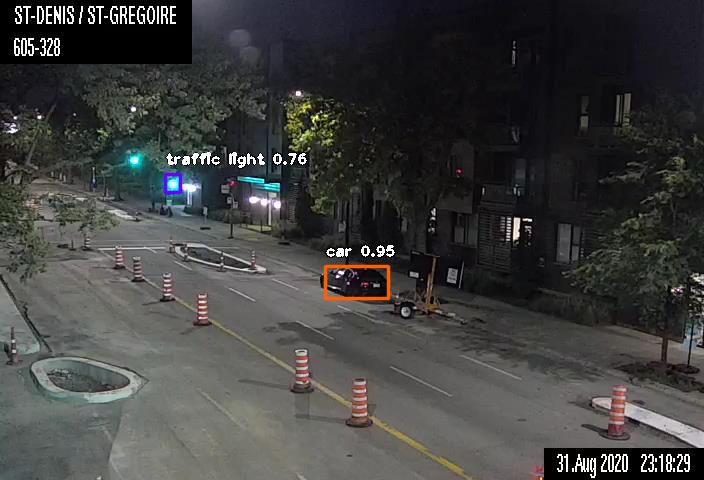 ST-DENIS / ST-GREGOIRE
605-328
traffic light 0.76
car 0.95
31.Aug 2020 23:18:29